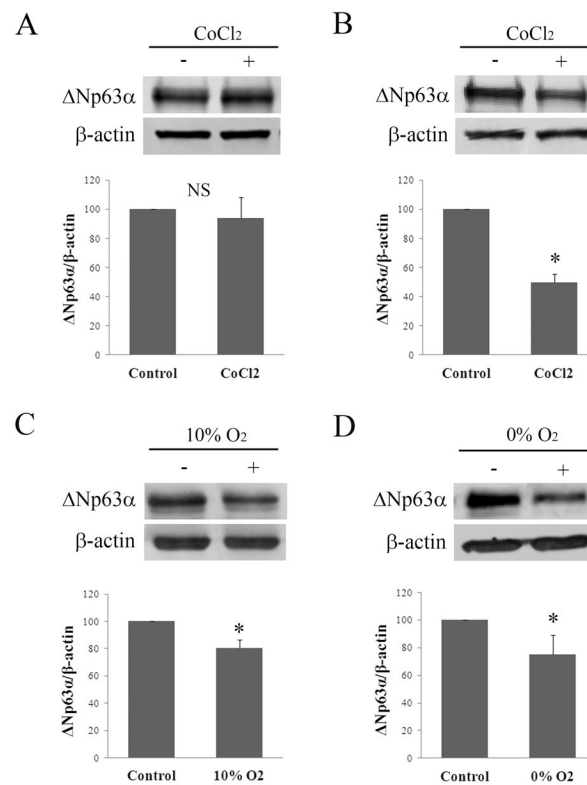 A
CoCl2
- +
ΔNp63α
β-actin
ΔNp63α/β-actin
120
100
80
60
40
20
0
NS
Control CoCl2
B
CoCl2
- +
ΔNp63α
β-actin
ΔNp63α/β-actin
120
100
80
60
40
20
0
*
Control CoCl2
C
10% O2
- +
ΔNp63α
β-actin
ΔNp63α/β-actin
120
100
80
60
40
20
0
*
Control 10% O2
D
0% O2
- +
ΔNp63α
β-actin
ΔNp63α/β-actin
120
100
80
60
40
20
0
*
Control 0% O2